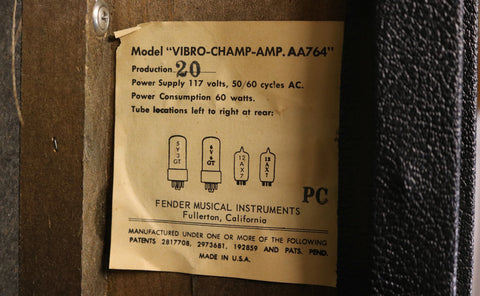 Model "VIBRO-CHAMP-AMP. AA764"
Production 20
Power Supply 117 volts, 50/60 cycles AC.
Power Consumption 60 watts.
Tube locations left to right at rear:
5Y3GT 6V6GT 12AX7 12AX7
PC
FENDER MUSICAL INSTRUMENTS
Fullerton, California
MANUFACTURED UNDER ONE OR MORE OF THE FOLLOWING
PATENTS 2817708, 2973681, 192859 AND PATS. PEND.
MADE IN U.S.A.